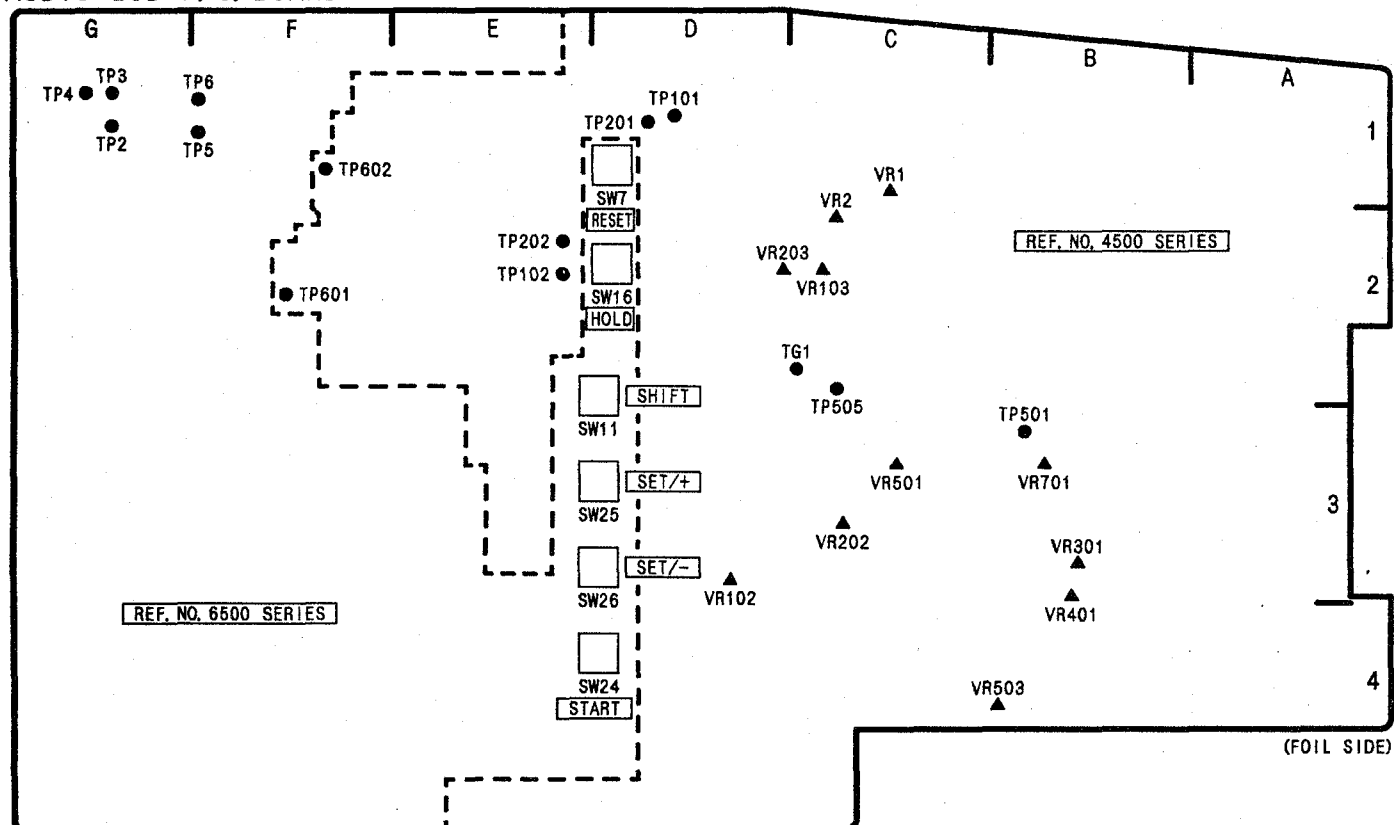 G F E D C B A
TP4 TP3 TP6 TP101
TP201 1
TP2 TP5
TP602
SW7 VR1
RESET VR2
TP202 REF. NO. 4500 SERIES
TP102 VR203 VR103
TP601 SW16 2
HOLD
TG1
SHIFT TP505
SW11 TP501
SET/+ VR501 VR701
SW25 3
VR202 VR301
SET/- VR102
SW26 VR401
REF. NO. 6500 SERIES
SW24 VR503 4
START
(FOIL SIDE)